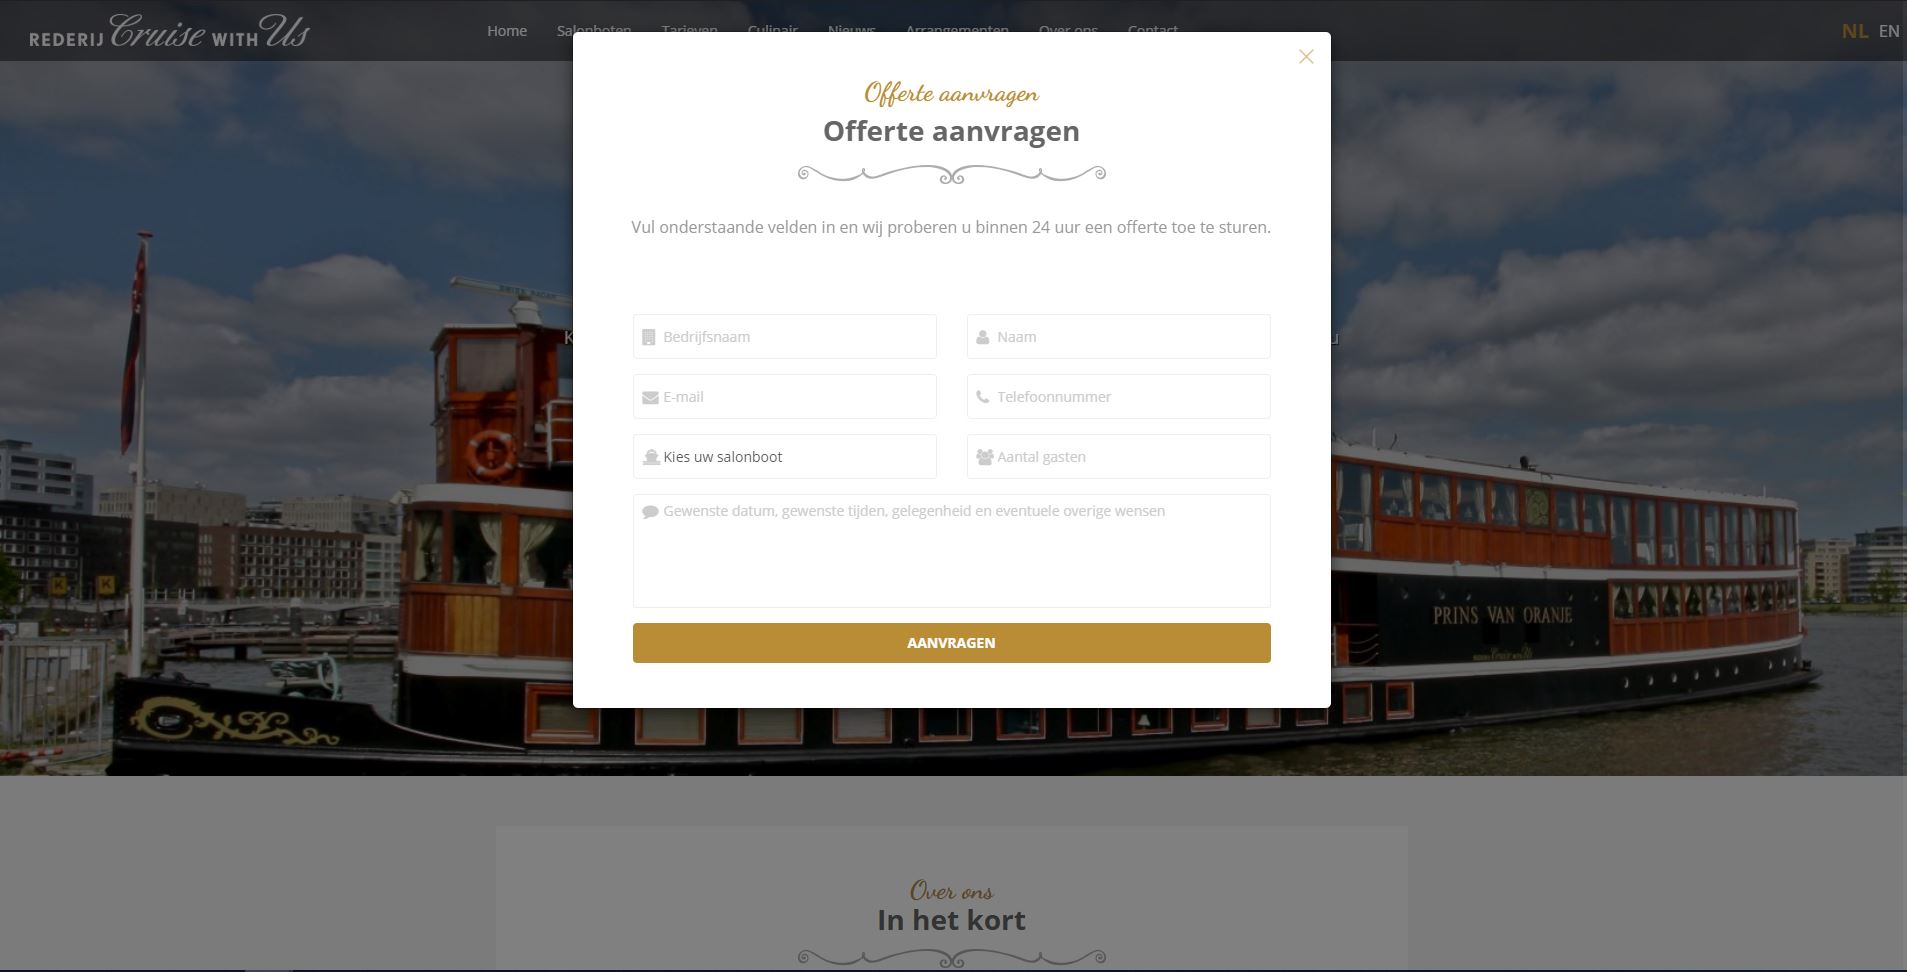 REDERIJ Cruise WITH Us
Home Salonboten Tarieven Culinair Nieuws Arrangementen Over ons Contact
NL EN
Offerte aanvragen
Offerte aanvragen
Vul onderstaande velden in en wij proberen u binnen 24 uur een offerte toe te sturen.
Bedrijfsnaam Naam
E-mail Telefoonnummer
Kies uw salonboot Aantal gasten
Gewenste datum, gewenste tijden, gelegenheid en eventuele overige wensen
AANVRAGEN
K
K
PRINS VAN ORANJE
Over ons
In het kort